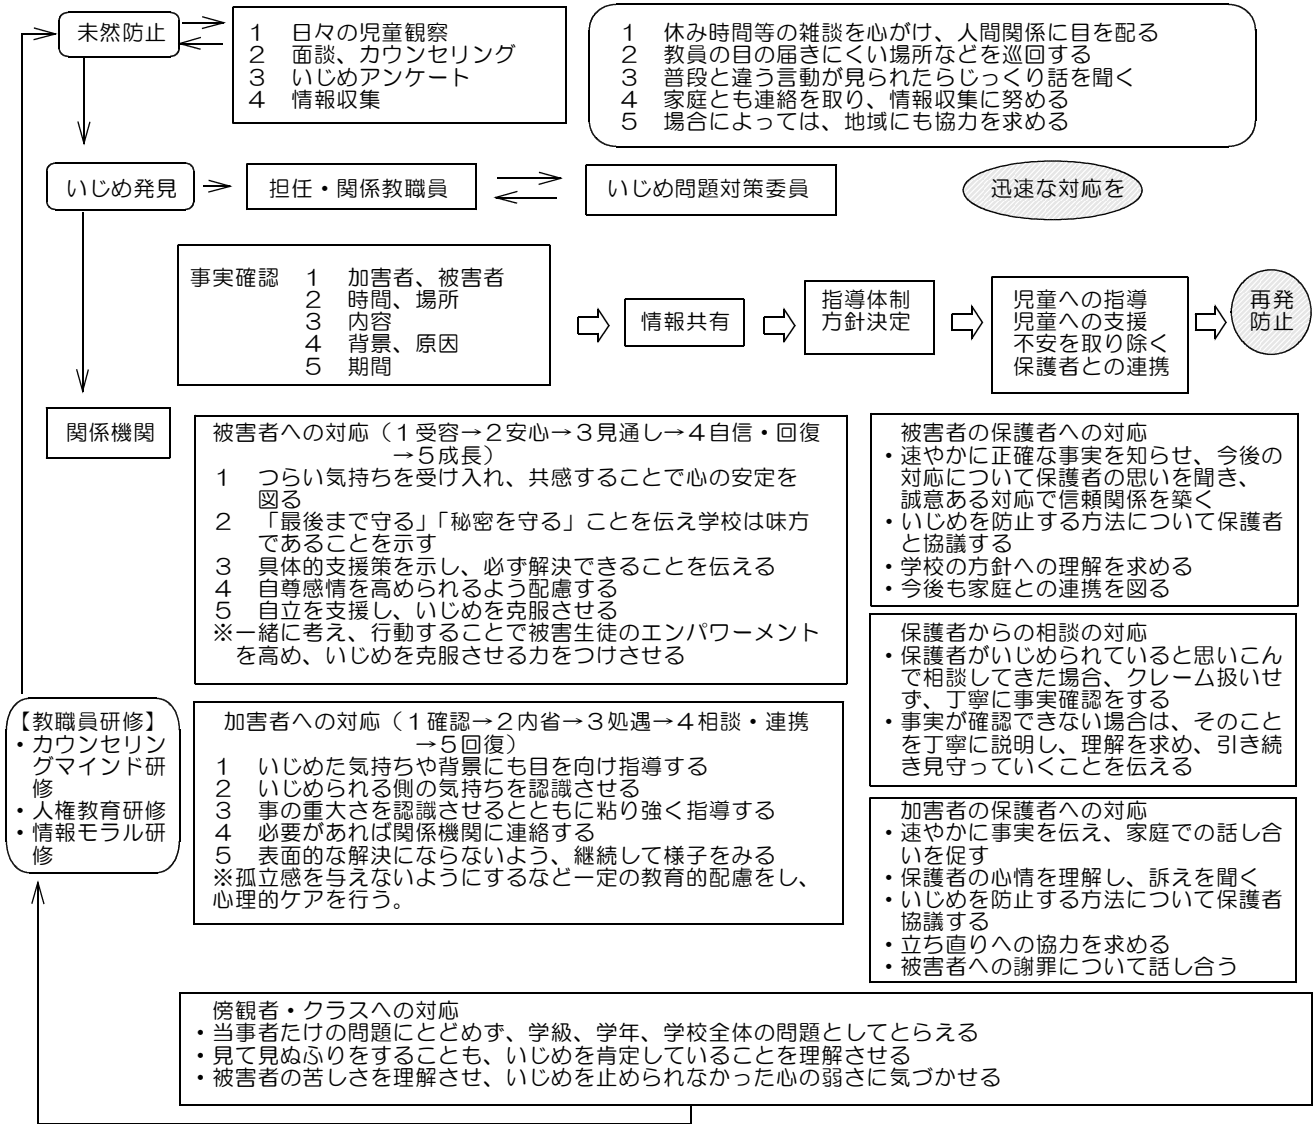 未然防止
１　日々の児童観察
２　面談、カウンセリング
３　いじめアンケート
４　情報収集
１　休み時間等の雑談を心がけ、人間関係に目を配る
２　教員の目の届きにくい場所などを巡回する
３　普段と違う言動が見られたらじっくり話を聞く
４　家庭とも連絡を取り、情報収集に努める
５　場合によっては、地域にも協力を求める
いじめ発見
担任・関係教職員
いじめ問題対策委員
迅速な対応を
事実確認　１　加害者、被害者
２　時間、場所
３　内容
４　背景、原因
５　期間
情報共有
指導体制
方針決定
児童への指導
児童への支援
不安を取り除く
保護者との連携
再発
防止
関係機関
被害者への対応（１受容→２安心→３見通し→４自信・回復
→５成長）
１　つらい気持ちを受け入れ、共感することで心の安定を
図る
２　「最後まで守る」「秘密を守る」ことを伝え学校は味方
であることを示す
３　具体的支援策を示し、必ず解決できることを伝える
４　自尊感情を高められるよう配慮する
５　自立を支援し、いじめを克服させる
※一緒に考え、行動することで被害生徒のエンパワーメント
を高め、いじめを克服させる力をつけさせる
被害者の保護者への対応
・速やかに正確な事実を知らせ、今後の
対応について保護者の思いを聞き、
誠意ある対応で信頼関係を築く
・いじめを防止する方法について保護者
と協議する
・学校の方針への理解を求める
・今後も家庭との連携を図る
保護者からの相談の対応
・保護者がいじめられていると思いこん
で相談してきた場合、クレーム扱いせ
ず、丁寧に事実確認をする
・事実が確認できない場合は、そのこと
を丁寧に説明し、理解を求め、引き続
き見守っていくことを伝える
【教職員研修】
・カウンセリン
グマインド研
修
・人権教育研修
・情報モラル研
修
加害者への対応（１確認→２内省→３処遇→４相談・連携
→５回復）
１　いじめた気持ちや背景にも目を向け指導する
２　いじめられる側の気持ちを認識させる
３　事の重大さを認識させるとともに粘り強く指導する
４　必要があれば関係機関に連絡する
５　表面的な解決にならないよう、継続して様子をみる
※孤立感を与えないようにするなど一定の教育的配慮をし、
心理的ケアを行う。
加害者の保護者への対応
・速やかに事実を伝え、家庭での話し合
いを促す
・保護者の心情を理解し、訴えを聞く
・いじめを防止する方法について保護者
協議する
・立ち直りへの協力を求める
・被害者への謝罪について話し合う
傍観者・クラスへの対応
・当事者たけの問題にとどめず、学級、学年、学校全体の問題としてとらえる
・見て見ぬふりをすることも、いじめを肯定していることを理解させる
・被害者の苦しさを理解させ、いじめを止められなかった心の弱さに気づかせる